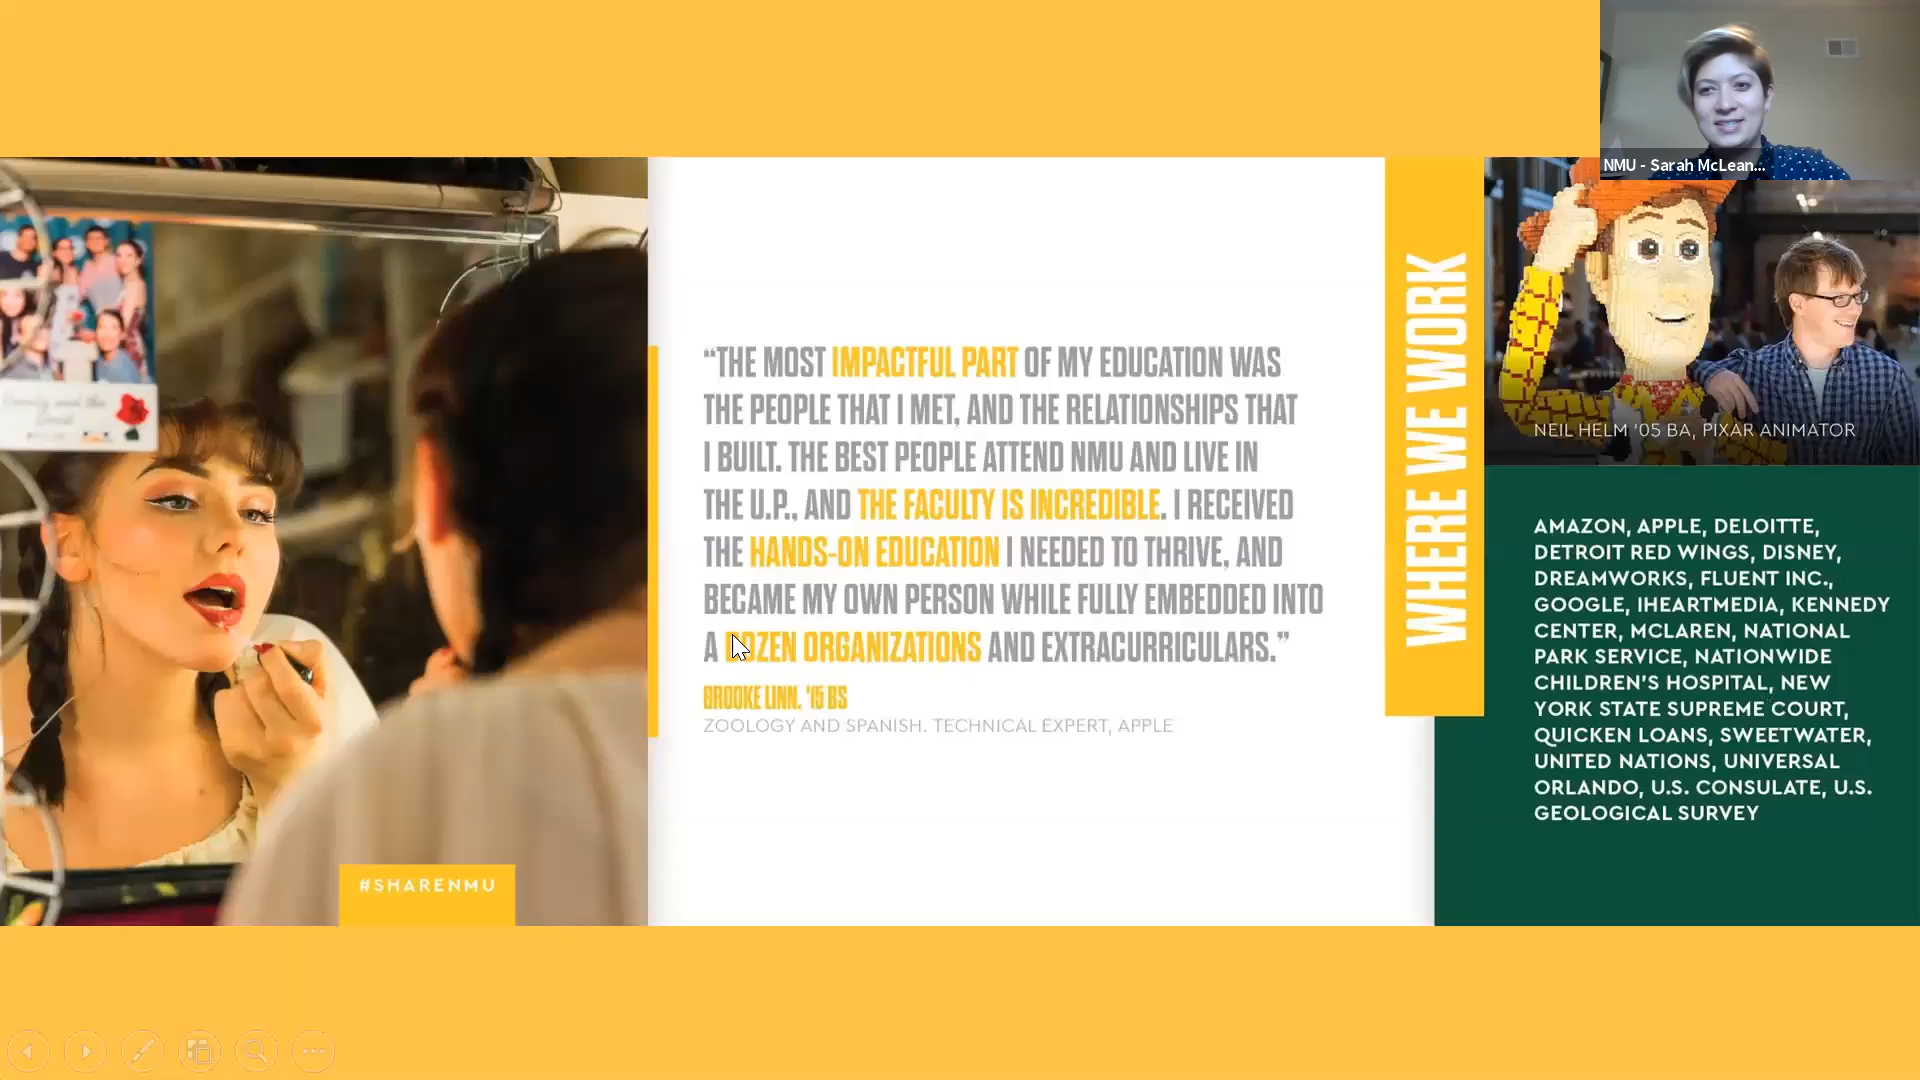 NMU - Sarah McLean...
"THE MOST IMPACTFUL PART OF MY EDUCATION WAS
THE PEOPLE THAT I MET, AND THE RELATIONSHIPS THAT
I BUILT. THE BEST PEOPLE ATTEND NMU AND LIVE IN
THE U.P., AND THE FACULTY IS INCREDIBLE. I RECEIVED
THE HANDS-ON EDUCATION I NEEDED TO THRIVE, AND
BECAME MY OWN PERSON WHILE FULLY EMBEDDED INTO
A DOZEN ORGANIZATIONS AND EXTRACURRICULARS."
BROOKE LINN, '15 BS
ZOOLOGY AND SPANISH. TECHNICAL EXPERT, APPLE
#SHARENMU
WHERE WE WORK
NEIL HELM '05 BA, PIXAR ANIMATOR
AMAZON, APPLE, DELOITTE,
DETROIT RED WINGS, DISNEY,
DREAMWORKS, FLUENT INC.,
GOOGLE, IHEARTMEDIA, KENNEDY
CENTER, MCLAREN, NATIONAL
PARK SERVICE, NATIONWIDE
CHILDREN'S HOSPITAL, NEW
YORK STATE SUPREME COURT,
QUICKEN LOANS, SWEETWATER,
UNITED NATIONS, UNIVERSAL
ORLANDO, U.S. CONSULATE, U.S.
GEOLOGICAL SURVEY